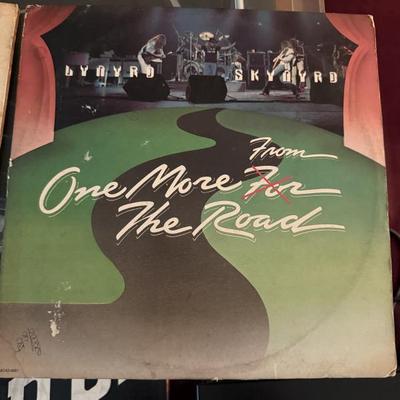 LYNYRD SKYNYRD
From
One More For
The Road